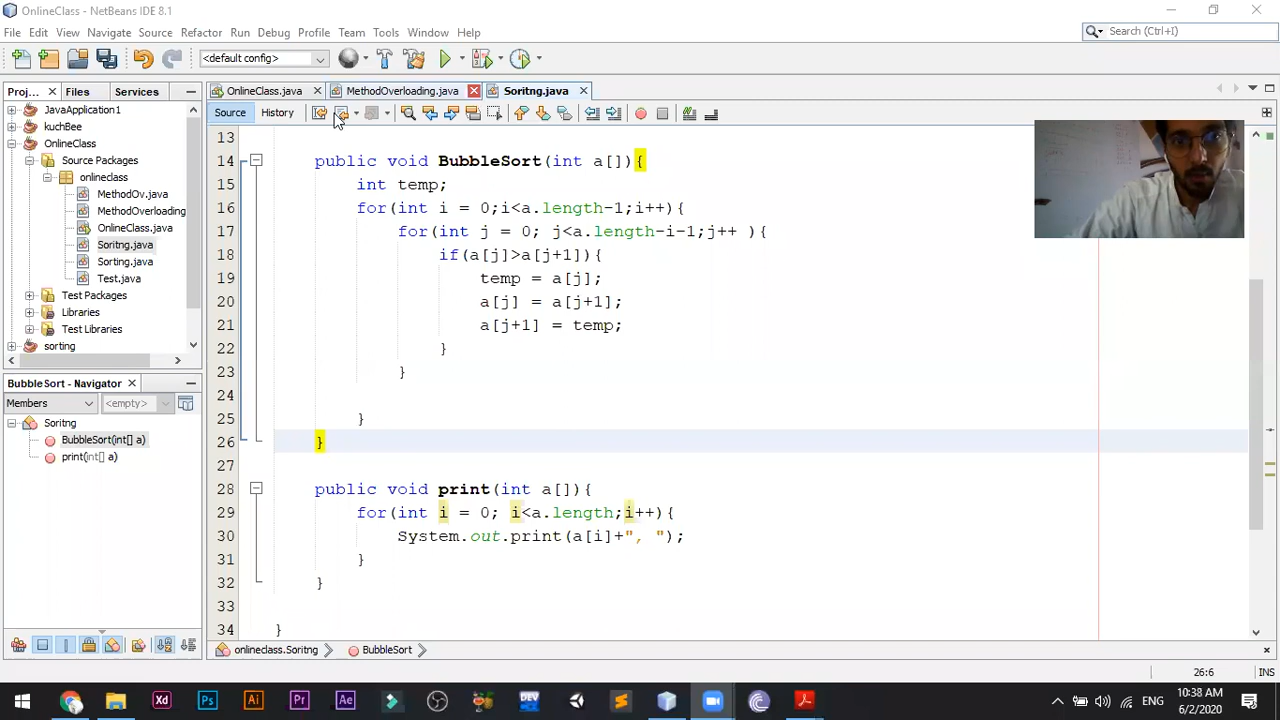 OnlineClass - NetBeans IDE 8.1
File Edit View Navigate Source Refactor Run Debug Profile Team Tools Window Help
Search (Ctrl+I)
<default config>
Proj... Files Services
OnlineClass.java MethodOverloading.java Soritng.java
Source History
JavaApplication1
kuchBee
OnlineClass
Source Packages
onlineclass
MethodOv.java
MethodOverloading
OnlineClass.java
Soritng.java
Sorting.java
Test.java
Test Packages
Libraries
Test Libraries
sorting
BubbleSort - Navigator
Members <empty>
Soritng
BubbleSort(int[] a)
print(int[] a)
13
14 public void BubbleSort(int a[]){
15 int temp;
16 for(int i = 0;i<a.length-1;i++){
17 for(int j = 0; j<a.length-i-1;j++ ){
18 if(a[j]>a[j+1]){
19 temp = a[j];
20 a[j] = a[j+1];
21 a[j+1] = temp;
22 }
23 }
24
25 }
26 }
27
28 public void print(int a[]){
29 for(int i = 0; i<a.length;i++){
30 System.out.print(a[i]+", ");
31 }
32 }
33
34 }
onlineclass.Soritng BubbleSort
26:6 INS
Xd Ps Ai Pr Ae DEV
ENG
10:38 AM
6/2/2020